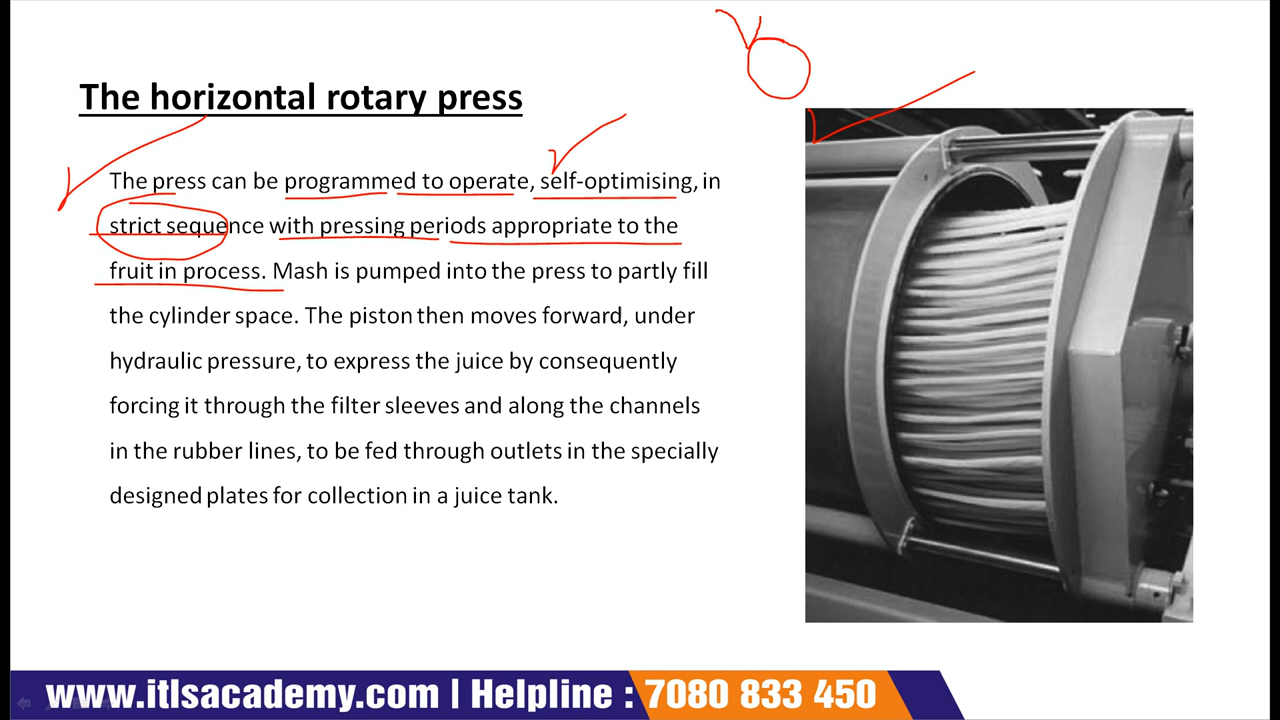 The horizontal rotary press
The press can be programmed to operate, self-optimising, in
strict sequence with pressing periods appropriate to the
fruit in process. Mash is pumped into the press to partly fill
the cylinder space. The piston then moves forward, under
hydraulic pressure, to express the juice by consequently
forcing it through the filter sleeves and along the channels
in the rubber lines, to be fed through outlets in the specially
designed plates for collection in a juice tank.
www.itlsacademy.com | Helpline : 7080 833 450